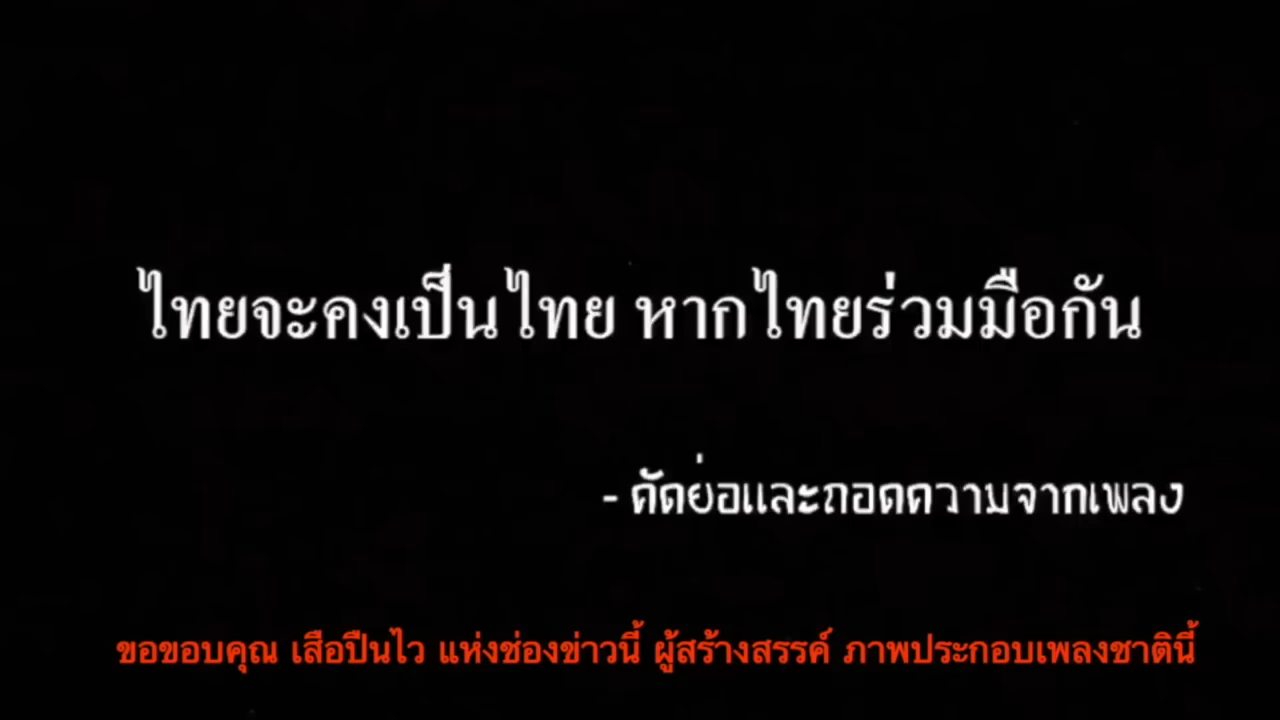 ไทยจะคงเป็นไทย หากไทยร่วมมือกัน
- คัดย่อและถอดความจากเพลง
ขอขอบคุณ เสือปืนไว แห่งช่องข่าวนี้ ผู้สร้างสรรค์ ภาพประกอบเพลงชาตินี้